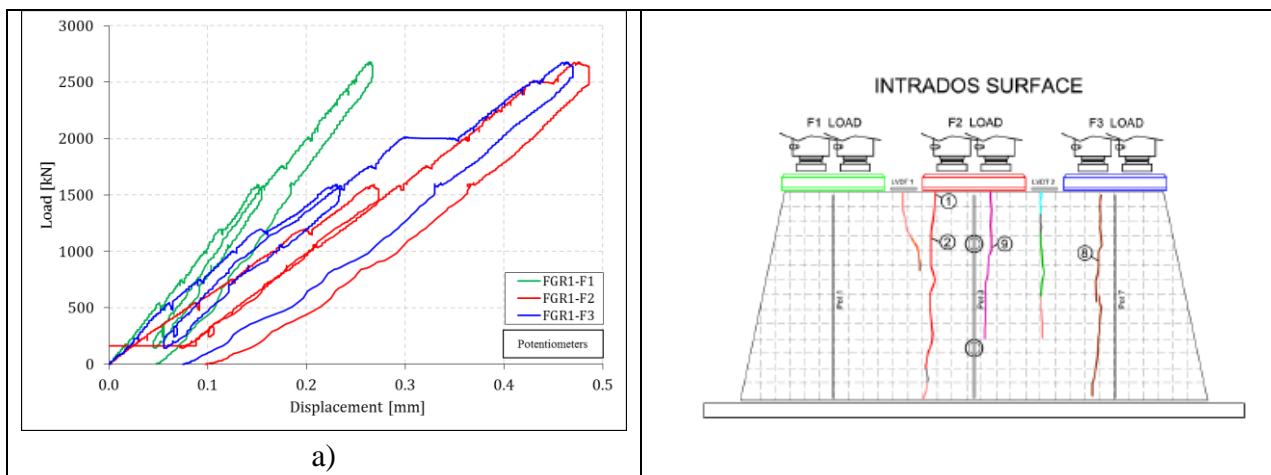 3000
2500
2000
1500
1000
500
0
Load [kN]
0.0 0.1 0.2 0.3 0.4 0.5
Displacement [mm]
FGR1-F1
FGR1-F2
FGR1-F3
Potentiometers
a)
INTRADOS SURFACE
F1 LOAD F2 LOAD F3 LOAD
LVDT 1 LVDT 2
1
2 9 8
Pot 7